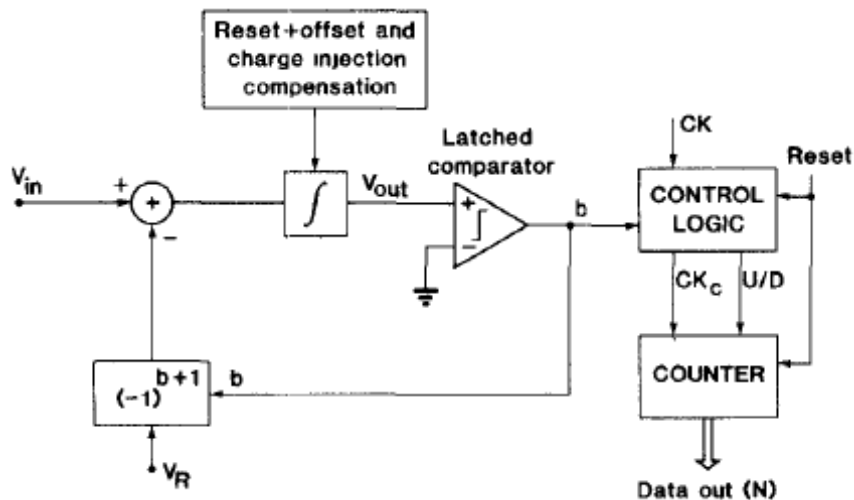 Reset+offset and
charge injection
compensation
Latched
comparator
CK
Reset
V_in
+
+
−
∫
V_out
+
−
b
CONTROL
LOGIC
CK_C
U/D
(-1)^b+1
b
COUNTER
V_R
Data out (N)